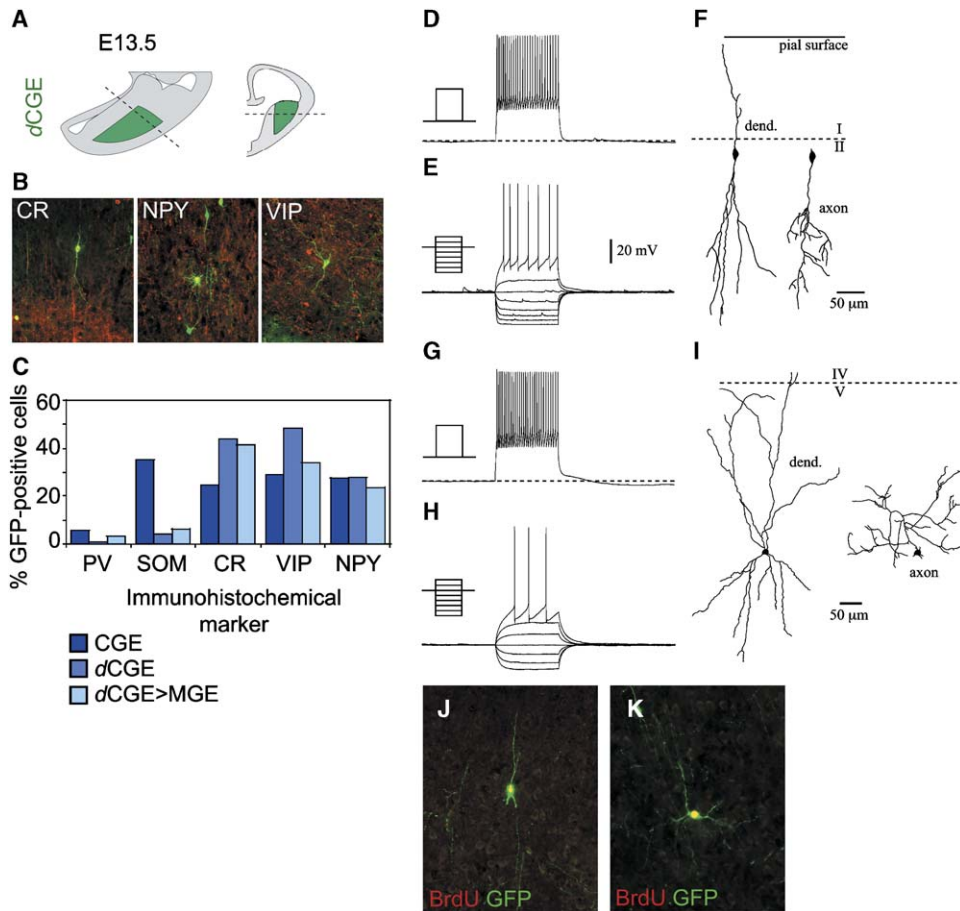 A
E13.5
dCGE
B
CR
NPY
VIP
C
% GFP-positive cells
60
40
20
0
PV SOM CR VIP NPY
Immunohistochemical
marker
CGE
dCGE
dCGE>MGE
D
E
20 mV
F
pial surface
dend.
I
II
axon
50 µm
G
H
I
IV
V
dend.
axon
50 µm
J
BrdU GFP
K
BrdU GFP